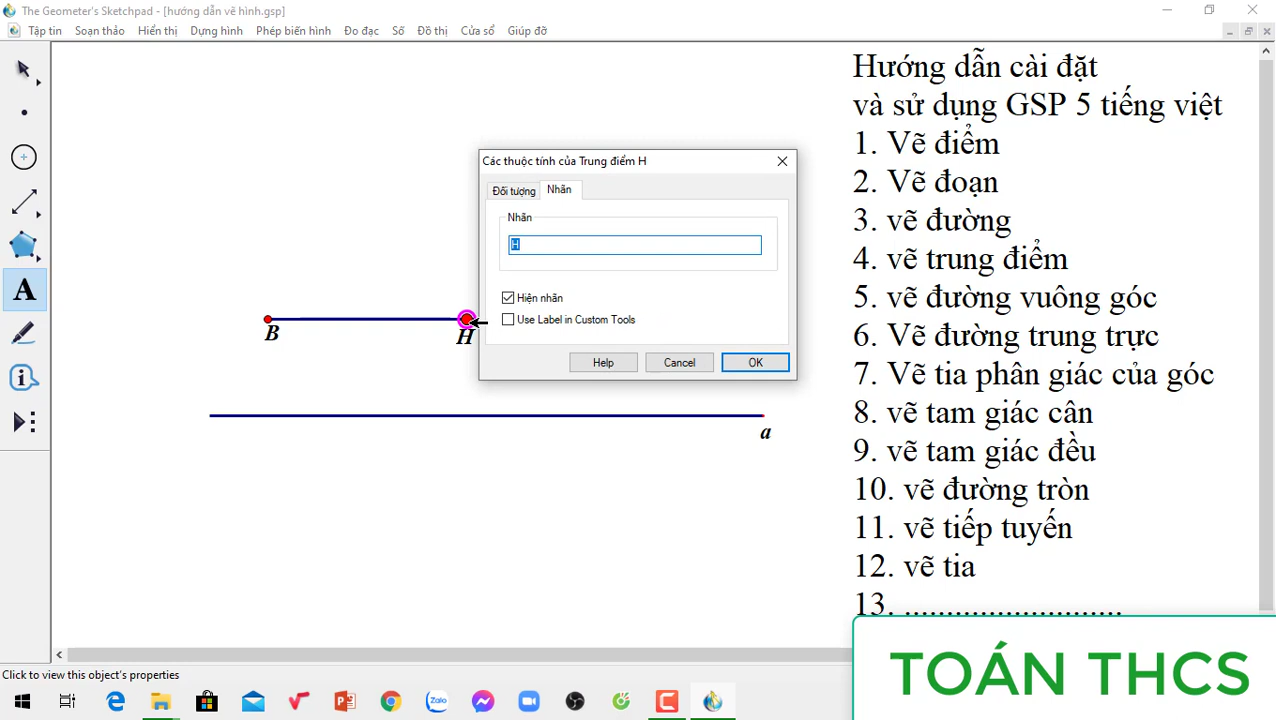 The Geometer's Sketchpad - [hướng dẫn vẽ hình.gsp]
Tập tin Soạn thảo Hiển thị Dựng hình Phép biến hình Đo đạc Số Đồ thị Cửa sổ Giúp đỡ
Hướng dẫn cài đặt
và sử dụng GSP 5 tiếng việt
1. Vẽ điểm
2. Vẽ đoạn
3. vẽ đường
4. vẽ trung điểm
5. vẽ đường vuông góc
6. Vẽ đường trung trực
7. Vẽ tia phân giác của góc
8. vẽ tam giác cân
9. vẽ tam giác đều
10. vẽ đường tròn
11. vẽ tiếp tuyến
12. vẽ tia
13. .........................
Các thuộc tính của Trung điểm H
Đối tượng Nhãn
Nhãn
H
Hiện nhãn
Use Label in Custom Tools
Help Cancel OK
A
B
H
a
Click to view this object's properties
TOÁN THCS
Zalo